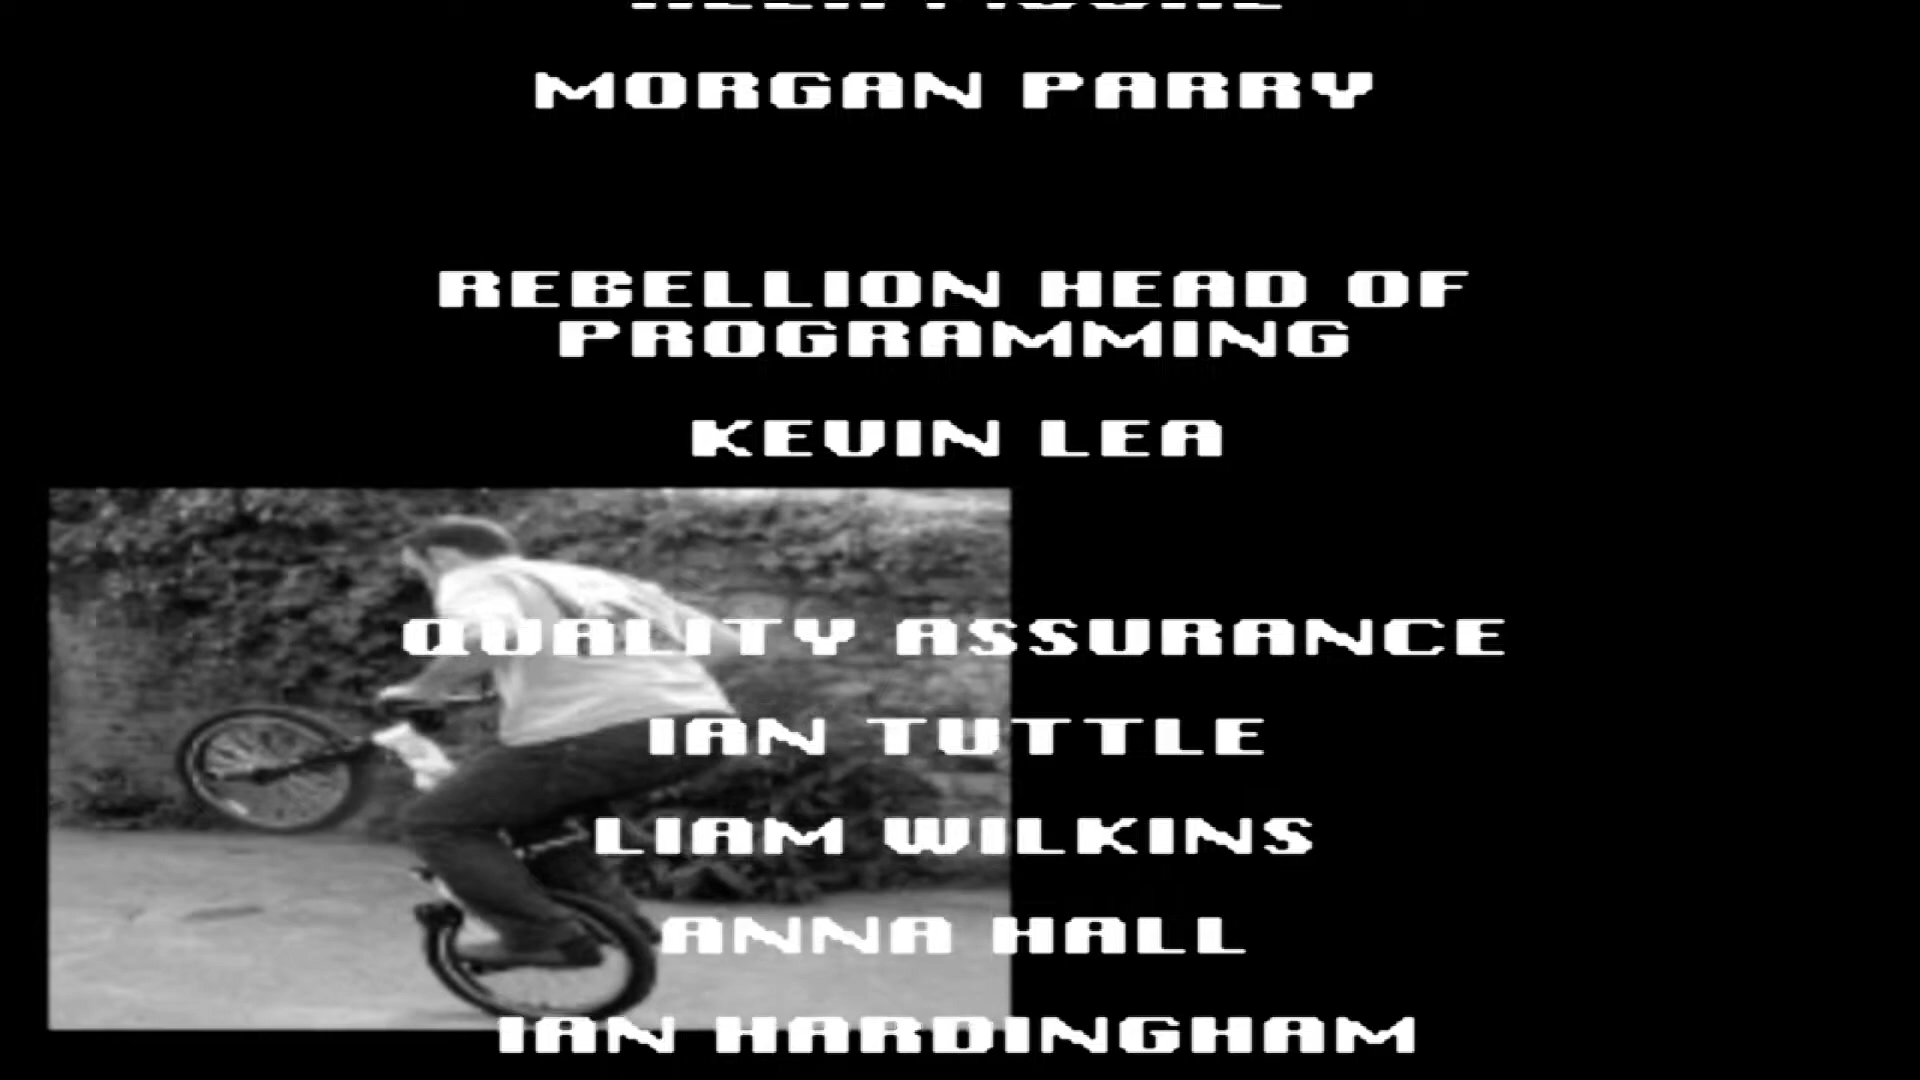 MORGAN PARRY
REBELLION HEAD OF
PROGRAMMING
KEVIN LEA
QUALITY ASSURANCE
IAN TUTTLE
LIAM WILKINS
ANNA HALL
IAN HARDINGHAM